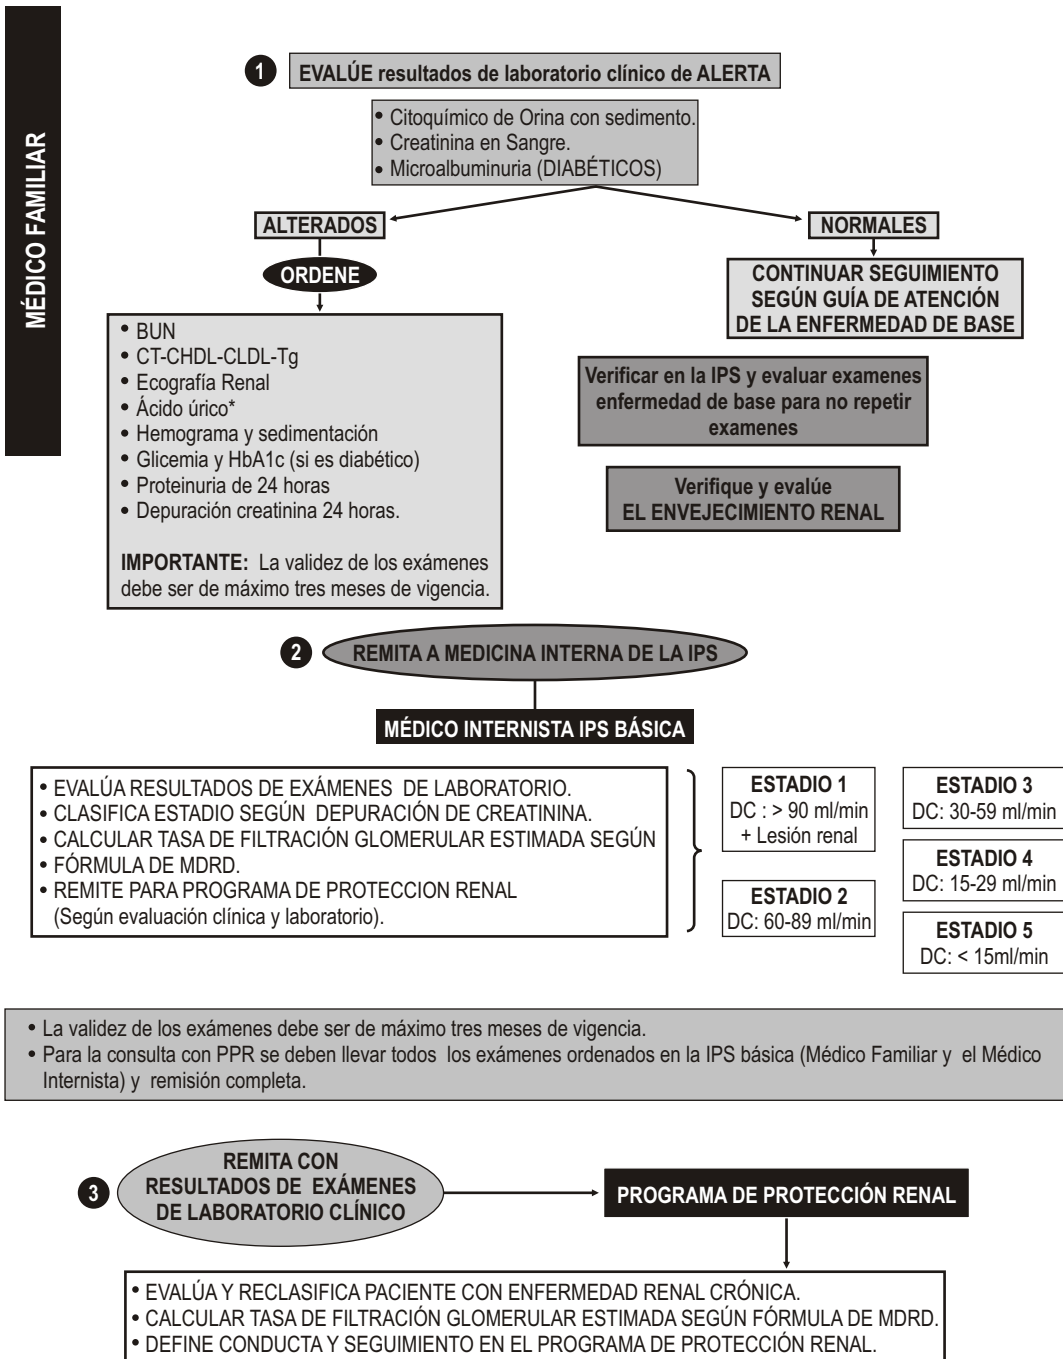 MÉDICO FAMILIAR
1 EVALÚE resultados de laboratorio clínico de ALERTA
• Citoquímico de Orina con sedimento.
• Creatinina en Sangre.
• Microalbuminuria (DIABÉTICOS)
ALTERADOS
ORDENE
• BUN
• CT-CHDL-CLDL-Tg
• Ecografía Renal
• Ácido úrico*
• Hemograma y sedimentación
• Glicemia y HbA1c (si es diabético)
• Proteinuria de 24 horas
• Depuración creatinina 24 horas.
IMPORTANTE: La validez de los exámenes
debe ser de máximo tres meses de vigencia.
NORMALES
CONTINUAR SEGUIMIENTO
SEGÚN GUÍA DE ATENCIÓN
DE LA ENFERMEDAD DE BASE
Verificar en la IPS y evaluar examenes
enfermedad de base para no repetir
examenes
Verifique y evalúe
EL ENVEJECIMIENTO RENAL
2 REMITA A MEDICINA INTERNA DE LA IPS
MÉDICO INTERNISTA IPS BÁSICA
• EVALÚA RESULTADOS DE EXÁMENES DE LABORATORIO.
• CLASIFICA ESTADIO SEGÚN DEPURACIÓN DE CREATININA.
• CALCULAR TASA DE FILTRACIÓN GLOMERULAR ESTIMADA SEGÚN
• FÓRMULA DE MDRD.
• REMITE PARA PROGRAMA DE PROTECCION RENAL
(Según evaluación clínica y laboratorio).
ESTADIO 1
DC : > 90 ml/min
+ Lesión renal
ESTADIO 2
DC: 60-89 ml/min
ESTADIO 3
DC: 30-59 ml/min
ESTADIO 4
DC: 15-29 ml/min
ESTADIO 5
DC: < 15ml/min
• La validez de los exámenes debe ser de máximo tres meses de vigencia.
• Para la consulta con PPR se deben llevar todos los exámenes ordenados en la IPS básica (Médico Familiar y el Médico
Internista) y remisión completa.
3 REMITA CON
RESULTADOS DE EXÁMENES
DE LABORATORIO CLÍNICO
PROGRAMA DE PROTECCIÓN RENAL
• EVALÚA Y RECLASIFICA PACIENTE CON ENFERMEDAD RENAL CRÓNICA.
• CALCULAR TASA DE FILTRACIÓN GLOMERULAR ESTIMADA SEGÚN FÓRMULA DE MDRD.
• DEFINE CONDUCTA Y SEGUIMIENTO EN EL PROGRAMA DE PROTECCIÓN RENAL.